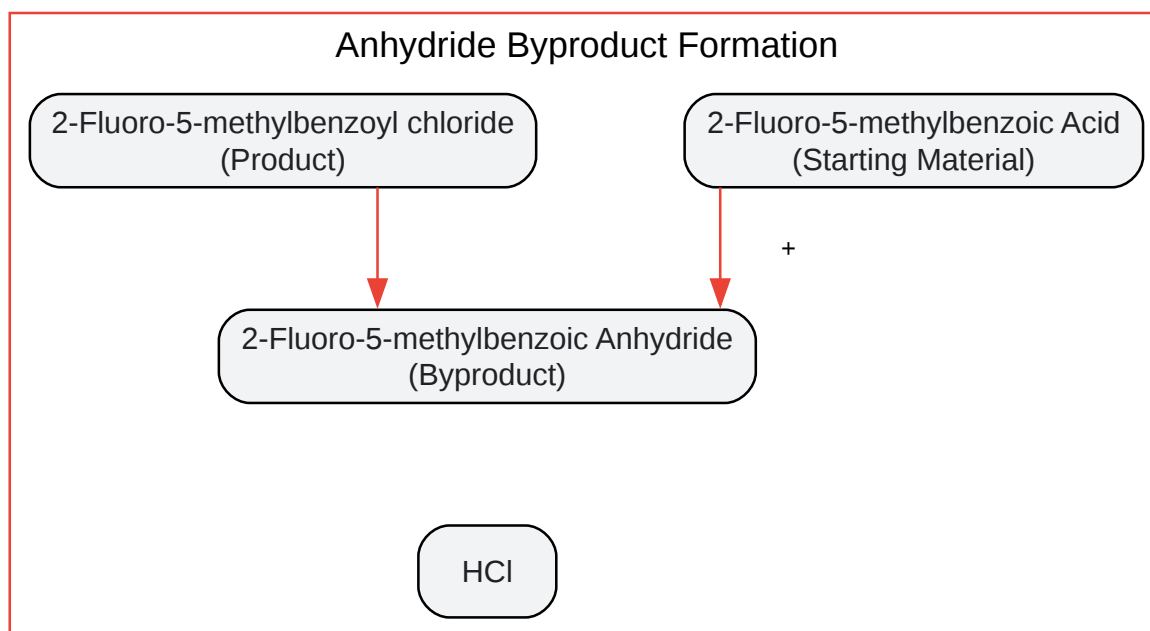 Anhydride Byproduct Formation
2-Fluoro-5-methylbenzoyl chloride
(Product)
2-Fluoro-5-methylbenzoic Acid
(Starting Material)
+
2-Fluoro-5-methylbenzoic Anhydride
(Byproduct)
HCl